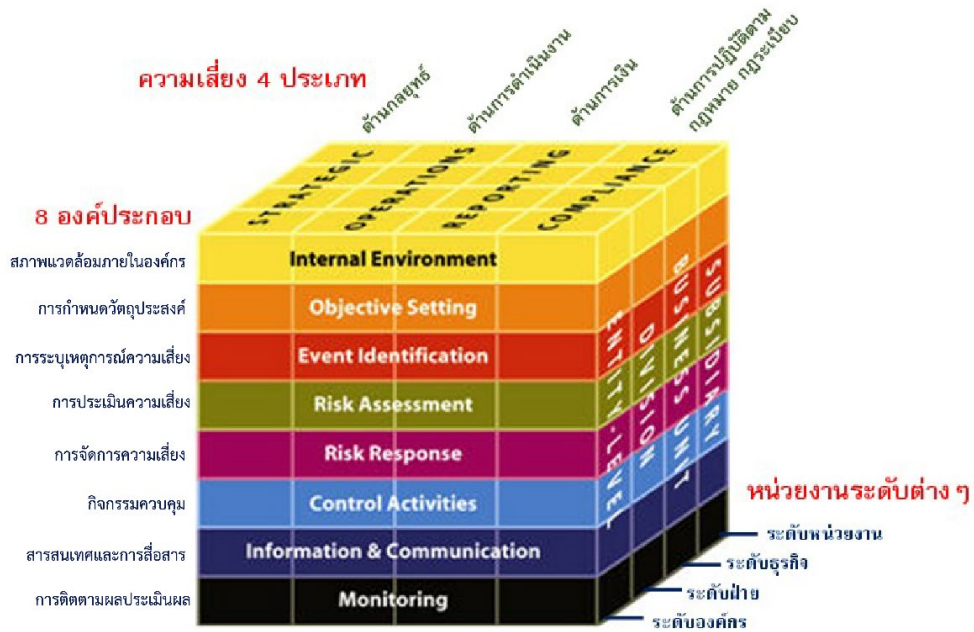 ความเสี่ยง 4 ประเภท
ด้านกลยุทธ์
ด้านการดำเนินงาน
ด้านการเงิน
ด้านการปฏิบัติตาม
กฎหมาย กฎระเบียบ
STRATEGIC
OPERATIONS
REPORTING
COMPLIANCE
8 องค์ประกอบ
สภาพแวดล้อมภายในองค์กร
Internal Environment
การกำหนดวัตถุประสงค์
Objective Setting
การระบุเหตุการณ์ความเสี่ยง
Event Identification
การประเมินความเสี่ยง
Risk Assessment
การจัดการความเสี่ยง
Risk Response
กิจกรรมควบคุม
Control Activities
สารสนเทศและการสื่อสาร
Information & Communication
การติตตามผลประเมินผล
Monitoring
ENTITY-LEVEL
DIVISION
BUSINESS UNIT
SUBSIDIARY
หน่วยงานระดับต่าง ๆ
ระดับหน่วยงาน
ระดับธุรกิจ
ระดับฝ่าย
ระดับองค์กร